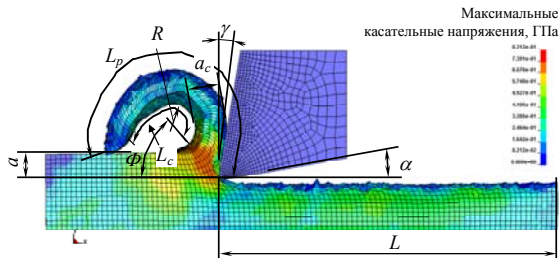 Максимальные
касательные напряжения, ГПа
γ
R
a_c
L_p
Φ
L_c
a
α
L